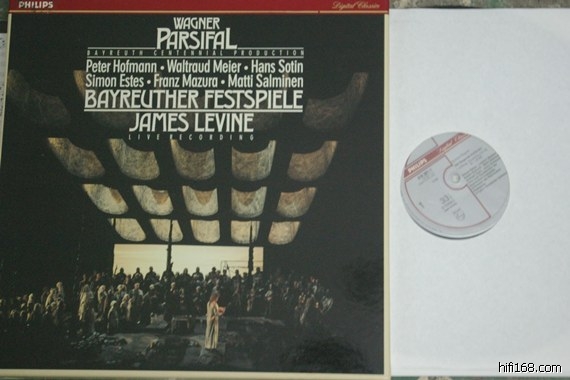 PHILIPS
Digital Classics
WAGNER
PARSIFAL
BAYREUTH CENTENNIAL PRODUCTION
Peter Hofmann • Waltraud Meier • Hans Sotin
Simon Estes • Franz Mazura • Matti Salminen
BAYREUTHER FESTSPIELE
JAMES LEVINE
LIVE RECORDING
PHILIPS
hifi168.com